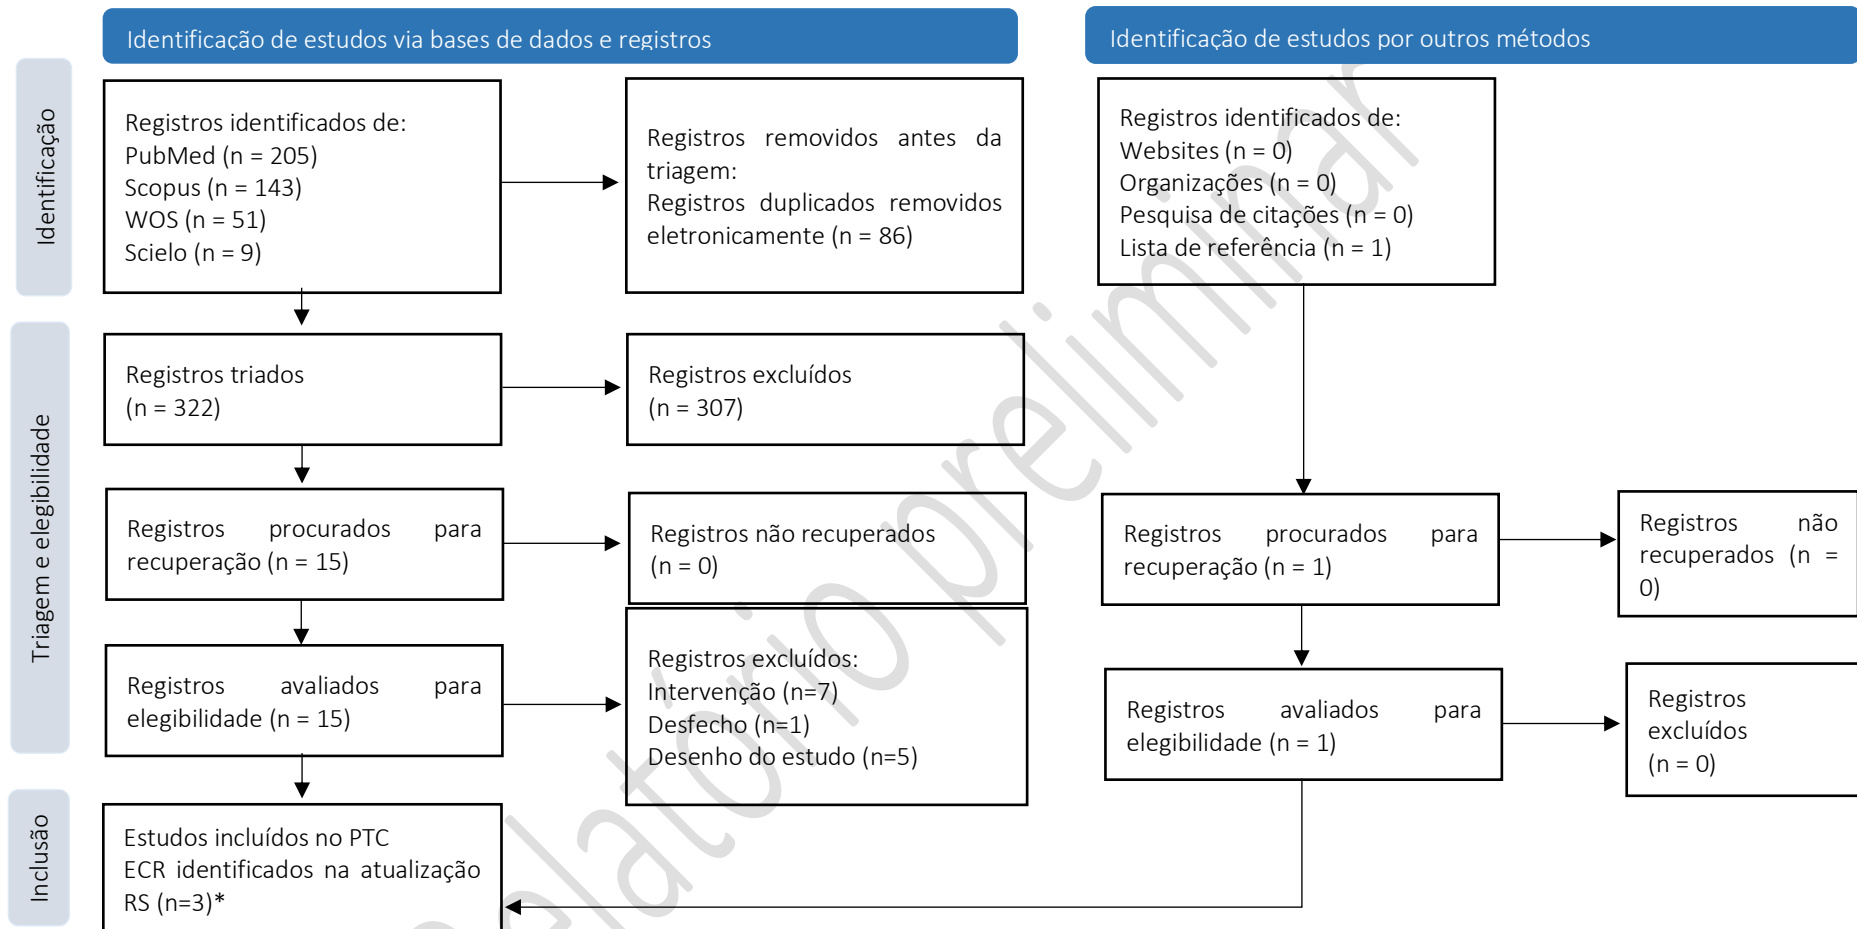 Identificação de estudos via bases de dados e registros
Identificação de estudos por outros métodos
Identificação
Registros identificados de:
PubMed (n = 205)
Scopus (n = 143)
WOS (n = 51)
Scielo (n = 9)
Registros removidos antes da
triagem:
Registros duplicados removidos
eletronicamente (n = 86)
Registros identificados de:
Websites (n = 0)
Organizações (n = 0)
Pesquisa de citações (n = 0)
Lista de referência (n = 1)
Triagem e elegibilidade
Registros triados
(n = 322)
Registros excluídos
(n = 307)
Registros procurados para
recuperação (n = 15)
Registros não recuperados
(n = 0)
Registros procurados para
recuperação (n = 1)
Registros não
recuperados (n =
0)
Registros avaliados para
elegibilidade (n = 15)
Registros excluídos:
Intervenção (n=7)
Desfecho (n=1)
Desenho do estudo (n=5)
Registros avaliados para
elegibilidade (n = 1)
Registros
excluídos
(n = 0)
Inclusão
Estudos incluídos no PTC
ECR identificados na atualização
RS (n=3)*
Relatório preliminar